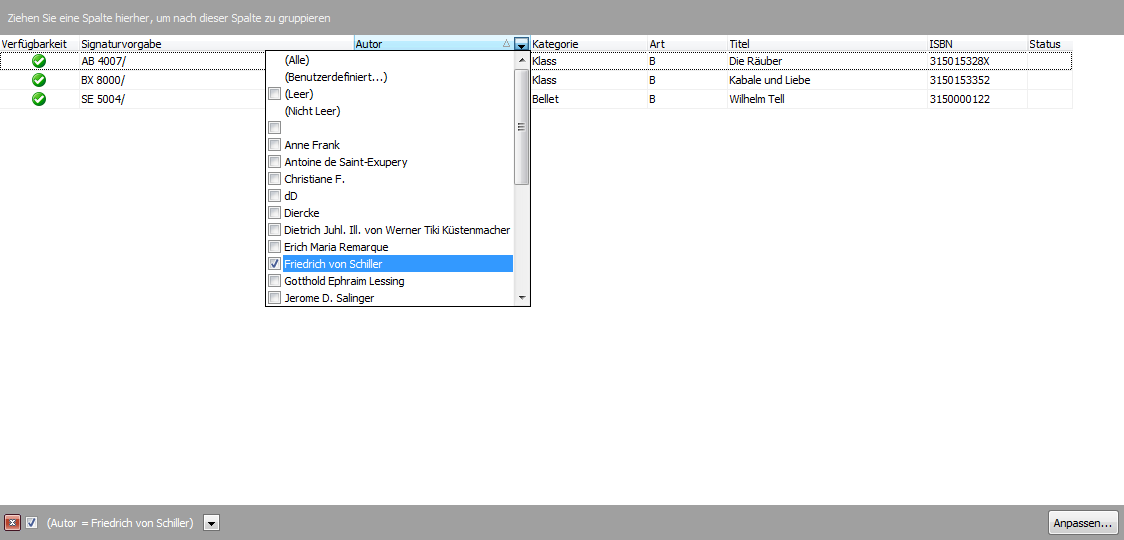 Ziehen Sie eine Spalte hierher, um nach dieser Spalte zu gruppieren
Verfügbarkeit Signaturvorgabe Autor Kategorie Art Titel ISBN Status
AB 4007/ Klass B Die Räuber 315015328X
BX 8000/ Klass B Kabale und Liebe 3150153352
SE 5004/ Bellet B Wilhelm Tell 3150000122
(Alle)
(Benutzerdefiniert...)
(Leer)
(Nicht Leer)
Anne Frank
Antoine de Saint-Exupery
Christiane F.
dD
Diercke
Dietrich Juhl. Ill. von Werner Tiki Küstenmacher
Erich Maria Remarque
Friedrich von Schiller
Gotthold Ephraim Lessing
Jerome D. Salinger
(Autor = Friedrich von Schiller)
Anpassen...